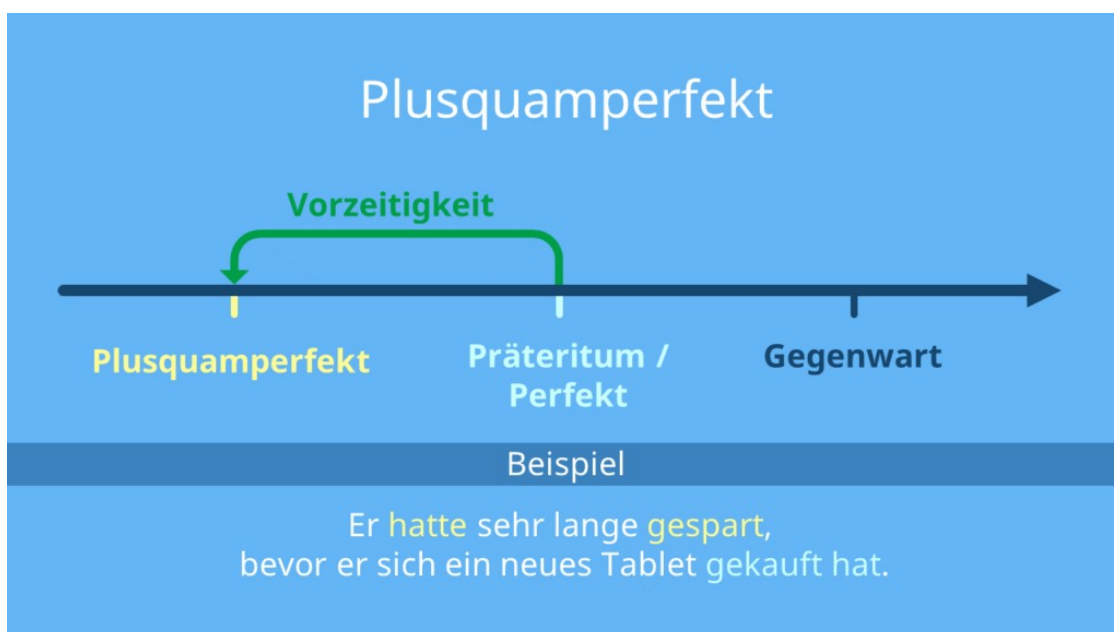 Plusquamperfekt
Vorzeitigkeit
Plusquamperfekt
Präteritum /
Perfekt
Gegenwart
Beispiel
Er hatte sehr lange gespart,
bevor er sich ein neues Tablet gekauft hat.